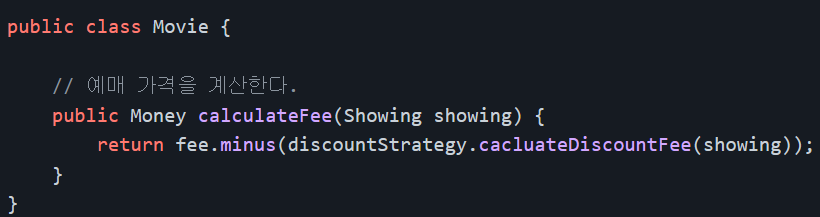 public class Movie {
// 예매 가격을 계산한다.
public Money calculateFee(Showing showing) {
return fee.minus(discountStrategy.cacluateDiscountFee(showing));
}
}